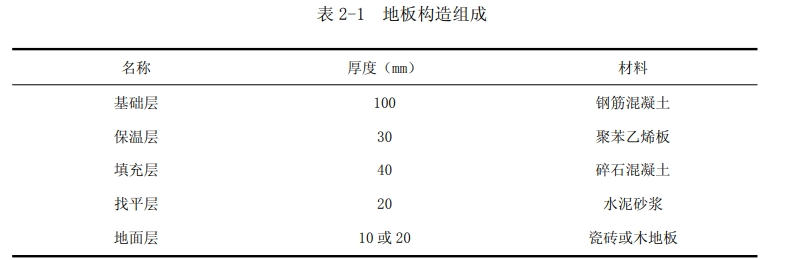 表 2-1 地板构造组成
名称 厚度（mm） 材料
基础层 100 钢筋混凝土
保温层 30 聚苯乙烯板
填充层 40 碎石混凝土
找平层 20 水泥砂浆
地面层 10 或 20 瓷砖或木地板